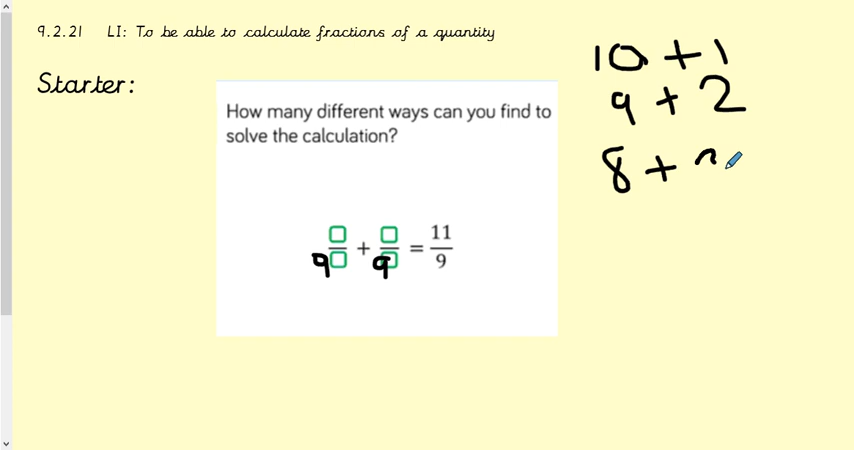 9.2.21 LI: To be able to calculate fractions of a quantity
Starter:
How many different ways can you find to
solve the calculation?
□/□ + □/□ = 11/9
9 9
10 + 1
9 + 2
8 +